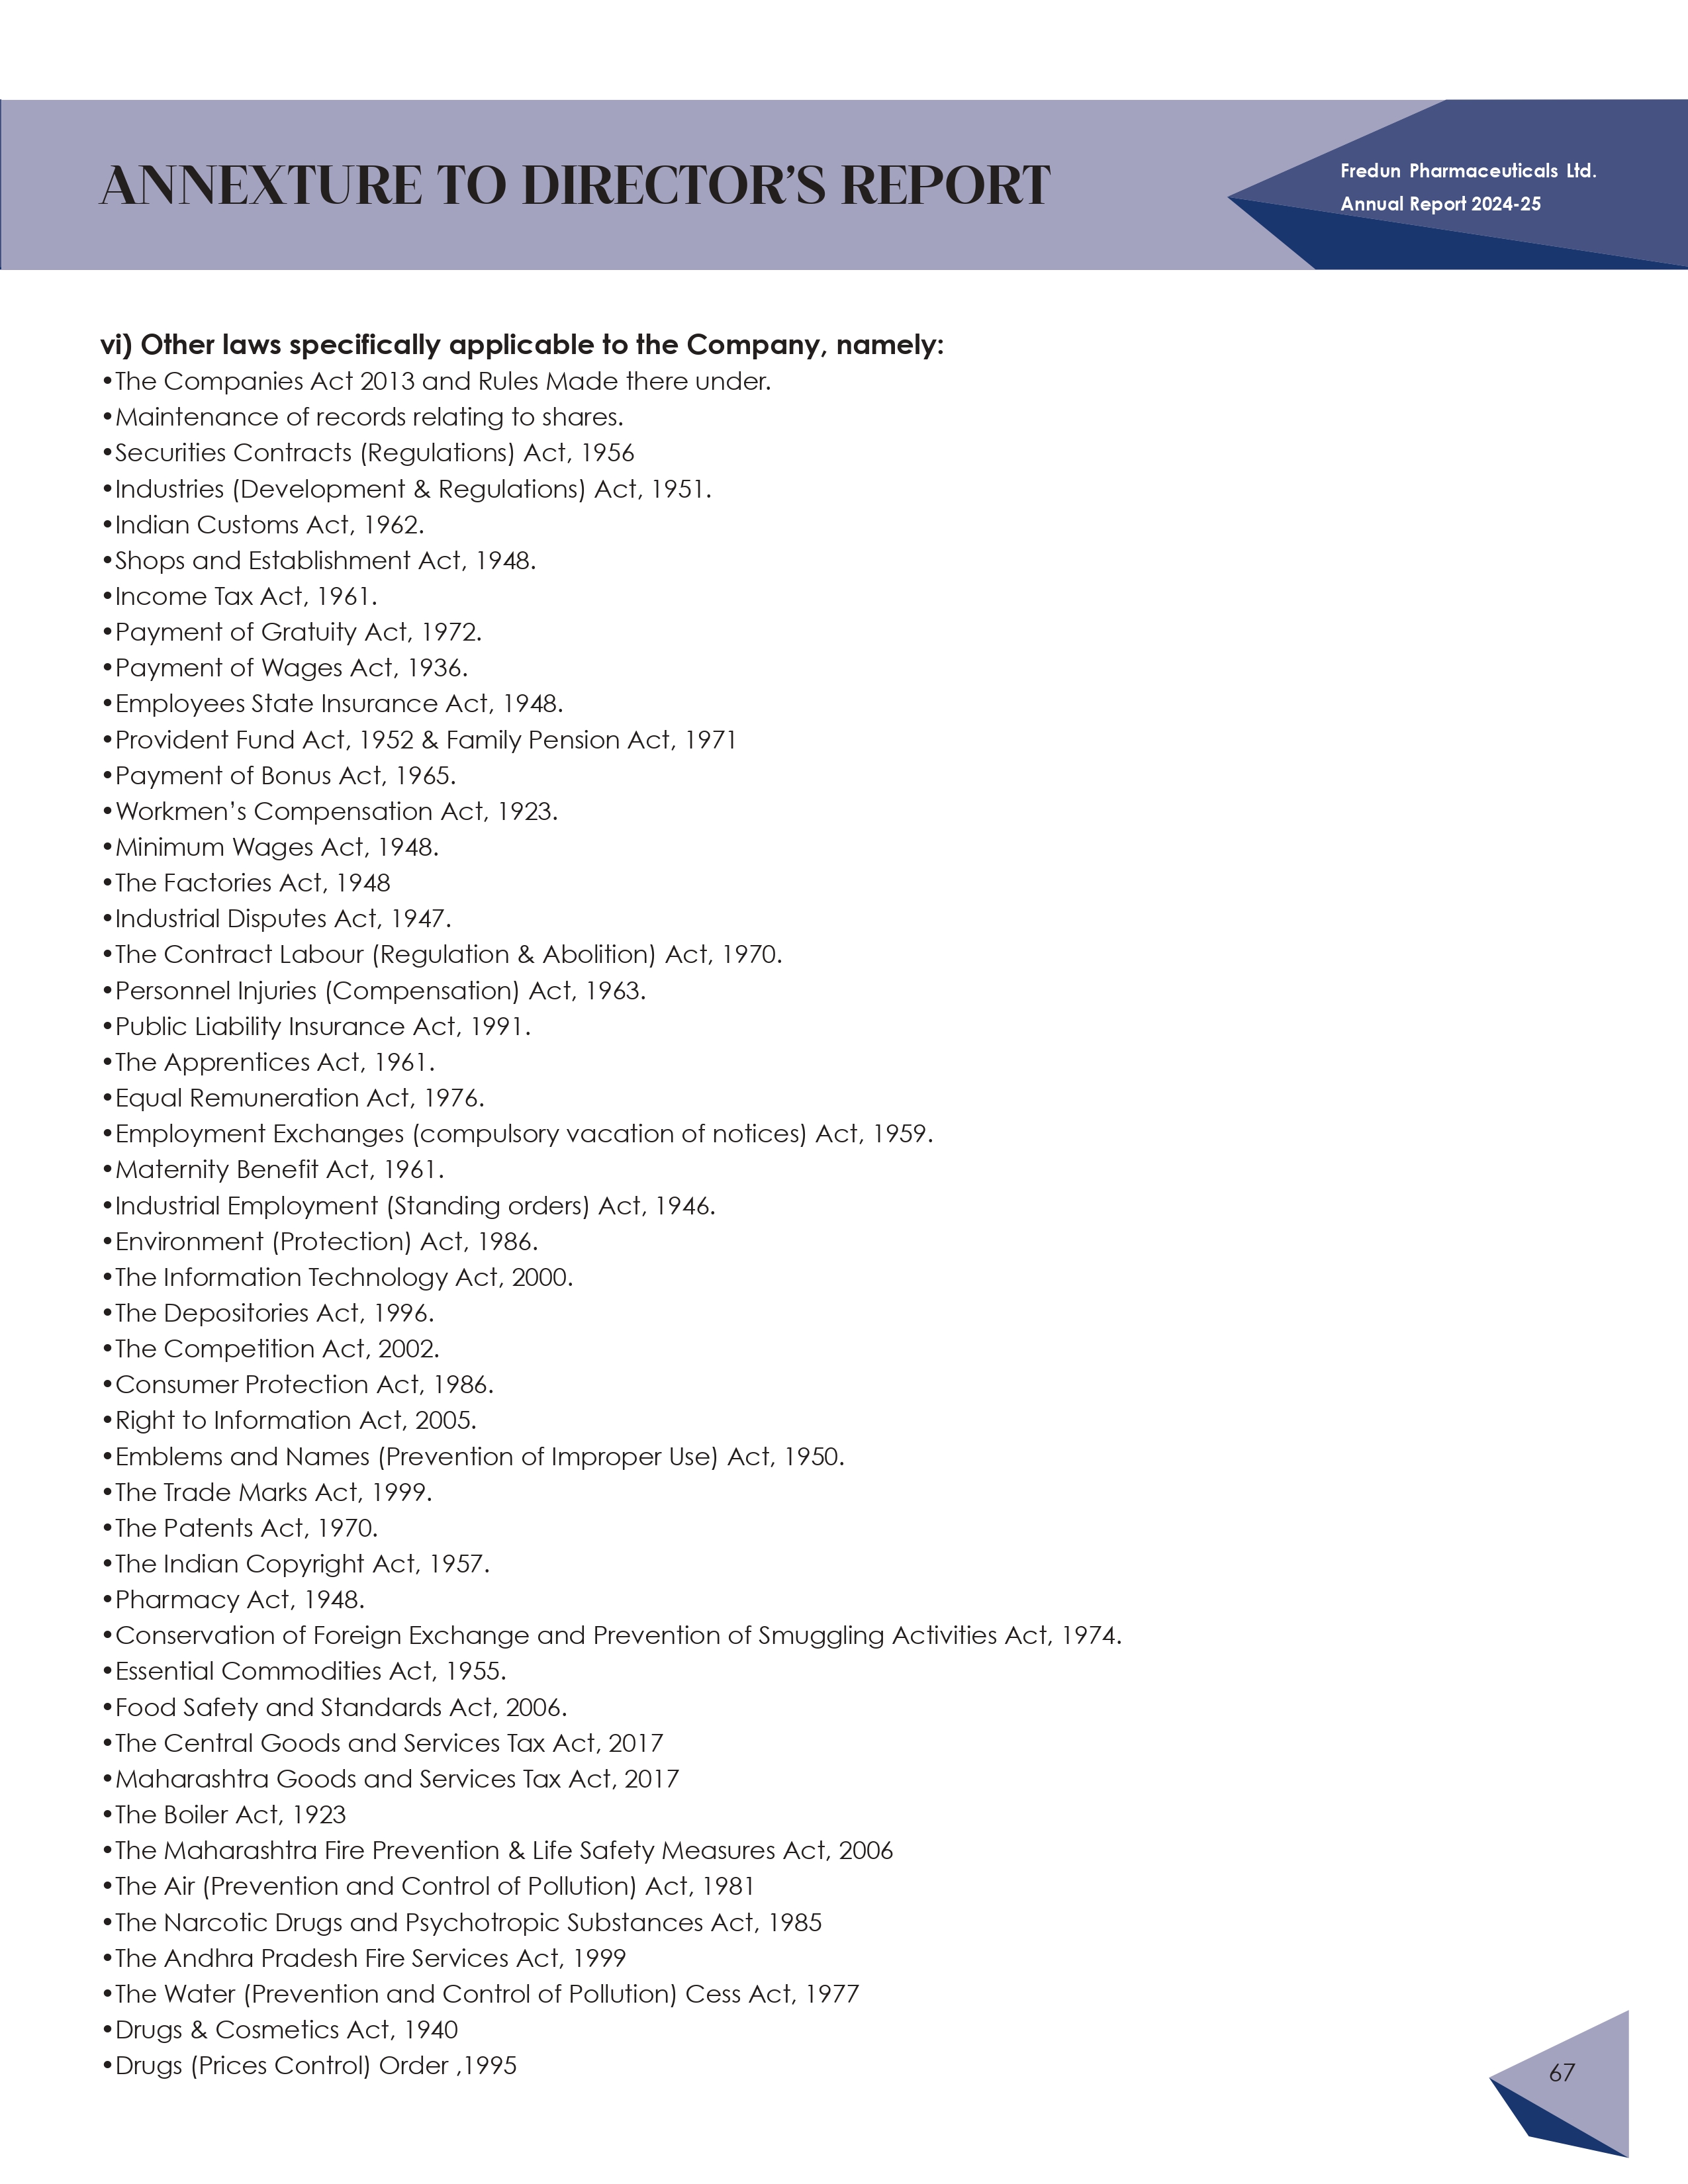 ANNEXTURE TO DIRECTOR’S REPORT
Fredun Pharmaceuticals Ltd.
Annual Report 2024-25
vi) Other laws specifically applicable to the Company, namely:
•The Companies Act 2013 and Rules Made there under.
•Maintenance of records relating to shares.
•Securities Contracts (Regulations) Act, 1956
•Industries (Development & Regulations) Act, 1951.
•Indian Customs Act, 1962.
•Shops and Establishment Act, 1948.
•Income Tax Act, 1961.
•Payment of Gratuity Act, 1972.
•Payment of Wages Act, 1936.
•Employees State Insurance Act, 1948.
•Provident Fund Act, 1952 & Family Pension Act, 1971
•Payment of Bonus Act, 1965.
•Workmen’s Compensation Act, 1923.
•Minimum Wages Act, 1948.
•The Factories Act, 1948
•Industrial Disputes Act, 1947.
•The Contract Labour (Regulation & Abolition) Act, 1970.
•Personnel Injuries (Compensation) Act, 1963.
•Public Liability Insurance Act, 1991.
•The Apprentices Act, 1961.
•Equal Remuneration Act, 1976.
•Employment Exchanges (compulsory vacation of notices) Act, 1959.
•Maternity Benefit Act, 1961.
•Industrial Employment (Standing orders) Act, 1946.
•Environment (Protection) Act, 1986.
•The Information Technology Act, 2000.
•The Depositories Act, 1996.
•The Competition Act, 2002.
•Consumer Protection Act, 1986.
•Right to Information Act, 2005.
•Emblems and Names (Prevention of Improper Use) Act, 1950.
•The Trade Marks Act, 1999.
•The Patents Act, 1970.
•The Indian Copyright Act, 1957.
•Pharmacy Act, 1948.
•Conservation of Foreign Exchange and Prevention of Smuggling Activities Act, 1974.
•Essential Commodities Act, 1955.
•Food Safety and Standards Act, 2006.
•The Central Goods and Services Tax Act, 2017
•Maharashtra Goods and Services Tax Act, 2017
•The Boiler Act, 1923
•The Maharashtra Fire Prevention & Life Safety Measures Act, 2006
•The Air (Prevention and Control of Pollution) Act, 1981
•The Narcotic Drugs and Psychotropic Substances Act, 1985
•The Andhra Pradesh Fire Services Act, 1999
•The Water (Prevention and Control of Pollution) Cess Act, 1977
•Drugs & Cosmetics Act, 1940
•Drugs (Prices Control) Order ,1995
67